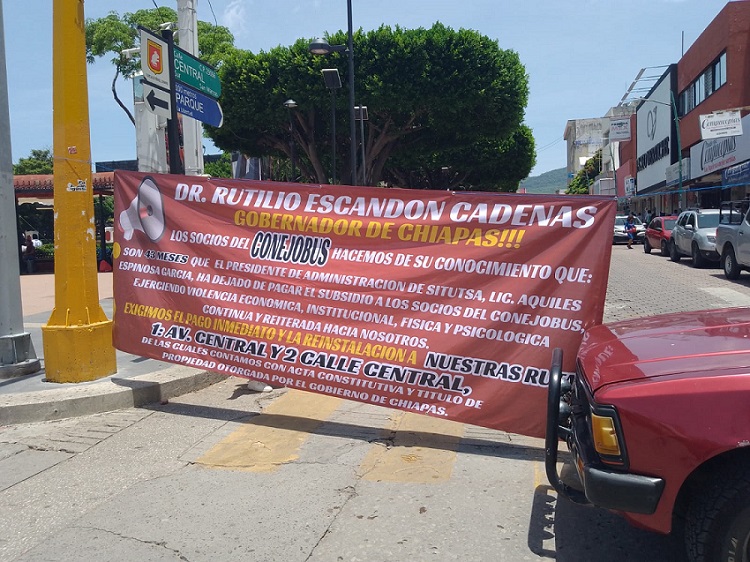 CENTRAL
PARQUE
DR. RUTILIO ESCANDON CADENAS
GOBERNADOR DE CHIAPAS!!!
LOS SOCIOS DEL CONEJOBUS HACEMOS DE SU CONOCIMIENTO QUE:
SON 43 MESES QUE EL PRESIDENTE DE ADMINISTRACION DE SITUTSA, LIC. AQUILES
ESPINOSA GARCIA, HA DEJADO DE PAGAR EL SUBSIDIO A LOS SOCIOS DEL CONEJOBUS,
EJERCIENDO VIOLENCIA ECONOMICA, INSTITUCIONAL, FISICA Y PSICOLOGICA
CONTINUA Y REITERADA HACIA NOSOTROS.
EXIGIMOS EL PAGO INMEDIATO Y LA REINSTALACION A NUESTRAS
1a AV. CENTRAL Y 2 CALLE CENTRAL,
DE LAS CUALES CONTAMOS CON ACTA CONSTITUTIVA Y TITULO DE
PROPIEDAD OTORGADA POR EL GOBIERNO DE CHIAPAS.